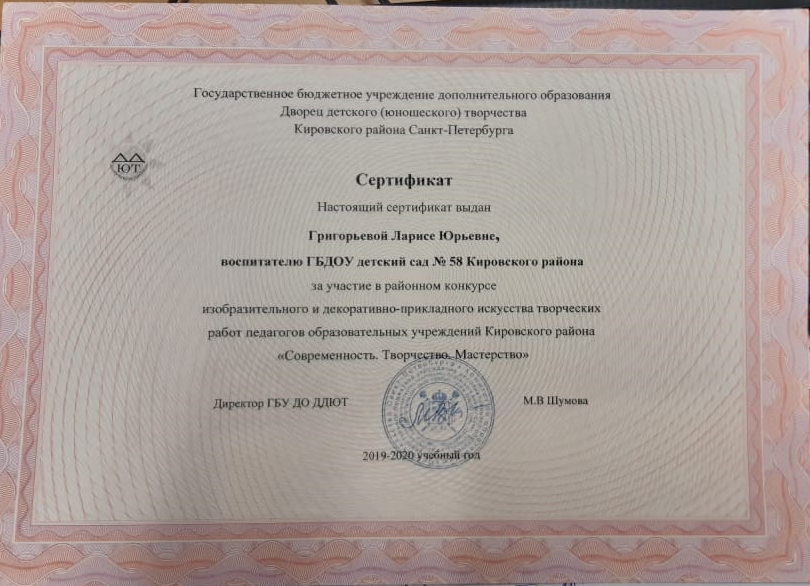 Государственное бюджетное учреждение дополнительного образования
Дворец детского (юношеского) творчества
Кировского района Санкт-Петербурга
ЮТ
Сертификат
Настоящий сертификат выдан
Григорьевой Ларисе Юрьевне,
воспитателю ГБДОУ детский сад № 58 Кировского района
за участие в районном конкурсе
изобразительного и декоративно-прикладного искусства творческих
работ педагогов образовательных учреждений Кировского района
«Современность. Творчество. Мастерство»
Директор ГБУ ДО ДДЮТ М.В Шумова
2019-2020 учебный год